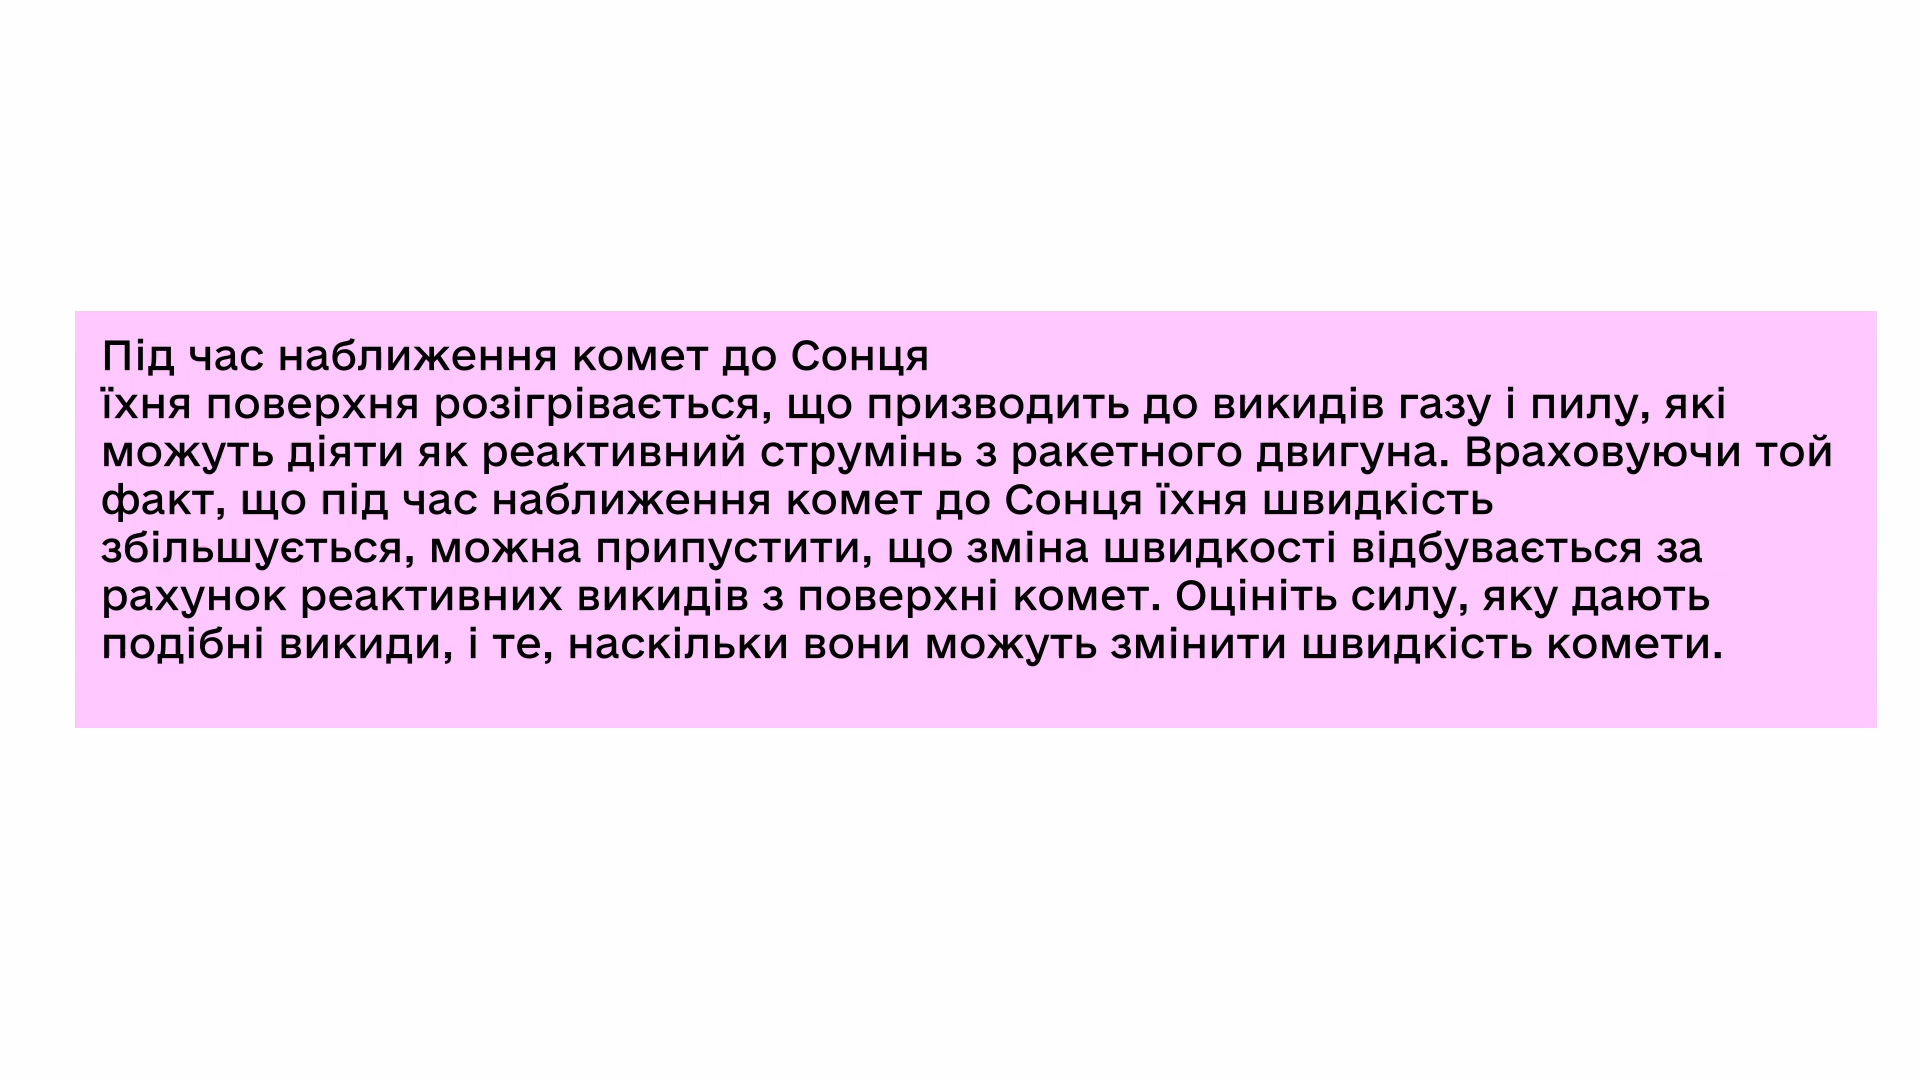 Під час наближення комет до Сонця
їхня поверхня розігрівається, що призводить до викидів газу і пилу, які
можуть діяти як реактивний струмінь з ракетного двигуна. Враховуючи той
факт, що під час наближення комет до Сонця їхня швидкість
збільшується, можна припустити, що зміна швидкості відбувається за
рахунок реактивних викидів з поверхні комет. Оцініть силу, яку дають
подібні викиди, і те, наскільки вони можуть змінити швидкість комети.